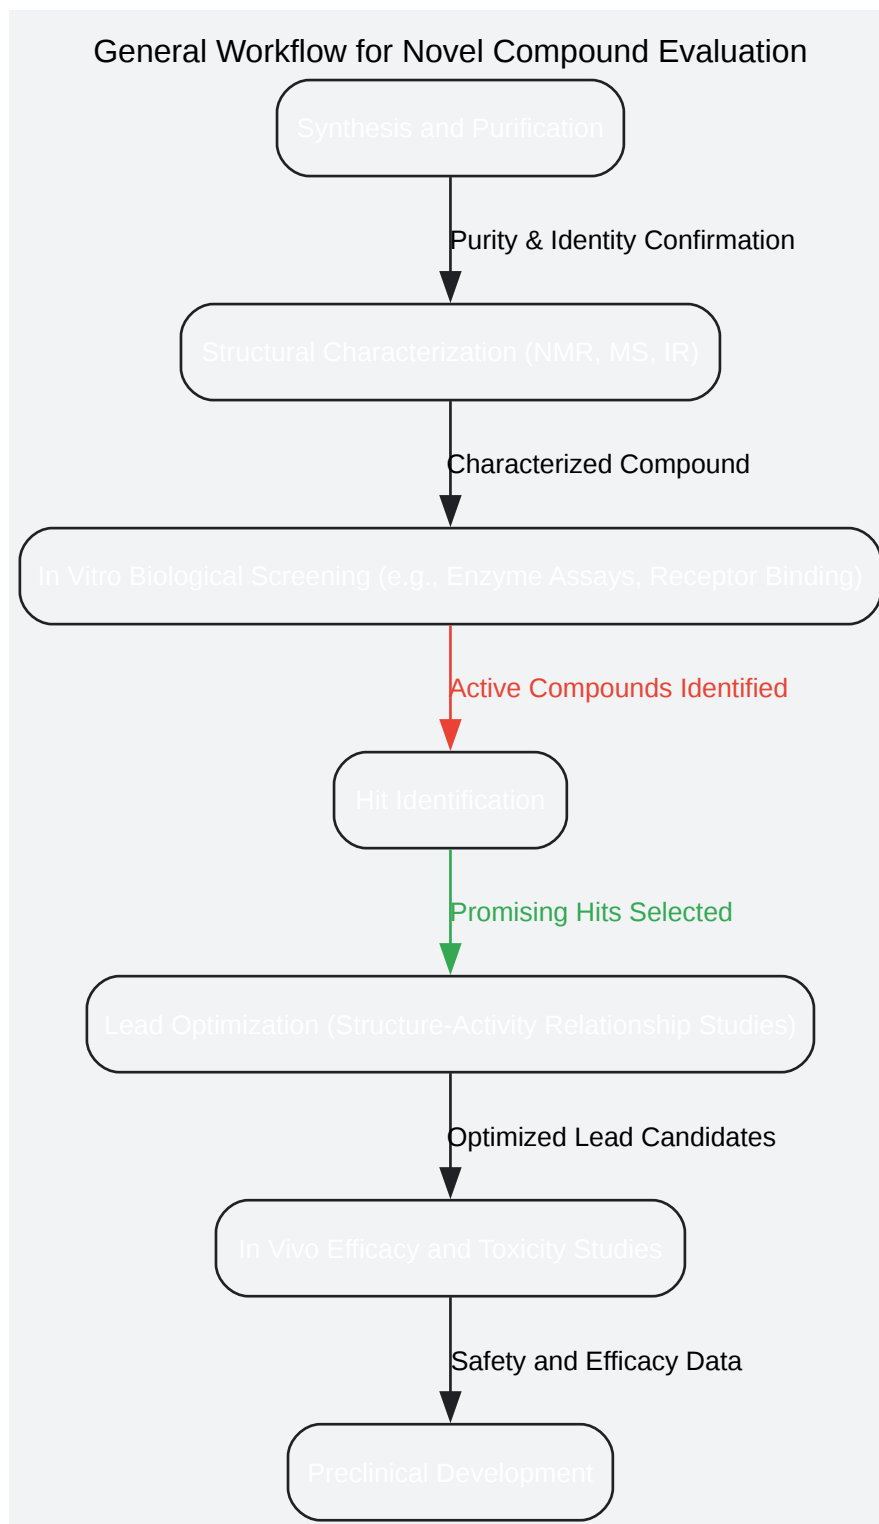 General Workflow for Novel Compound Evaluation
Synthesis and Purification
Purity & Identity Confirmation
Structural Characterization (NMR, MS, IR)
Characterized Compound
In Vitro Biological Screening (e.g., Enzyme Assays, Receptor Binding)
Active Compounds Identified
Hit Identification
Promising Hits Selected
Lead Optimization (Structure-Activity Relationship Studies)
Optimized Lead Candidates
In Vivo Efficacy and Toxicity Studies
Safety and Efficacy Data
Preclinical Development